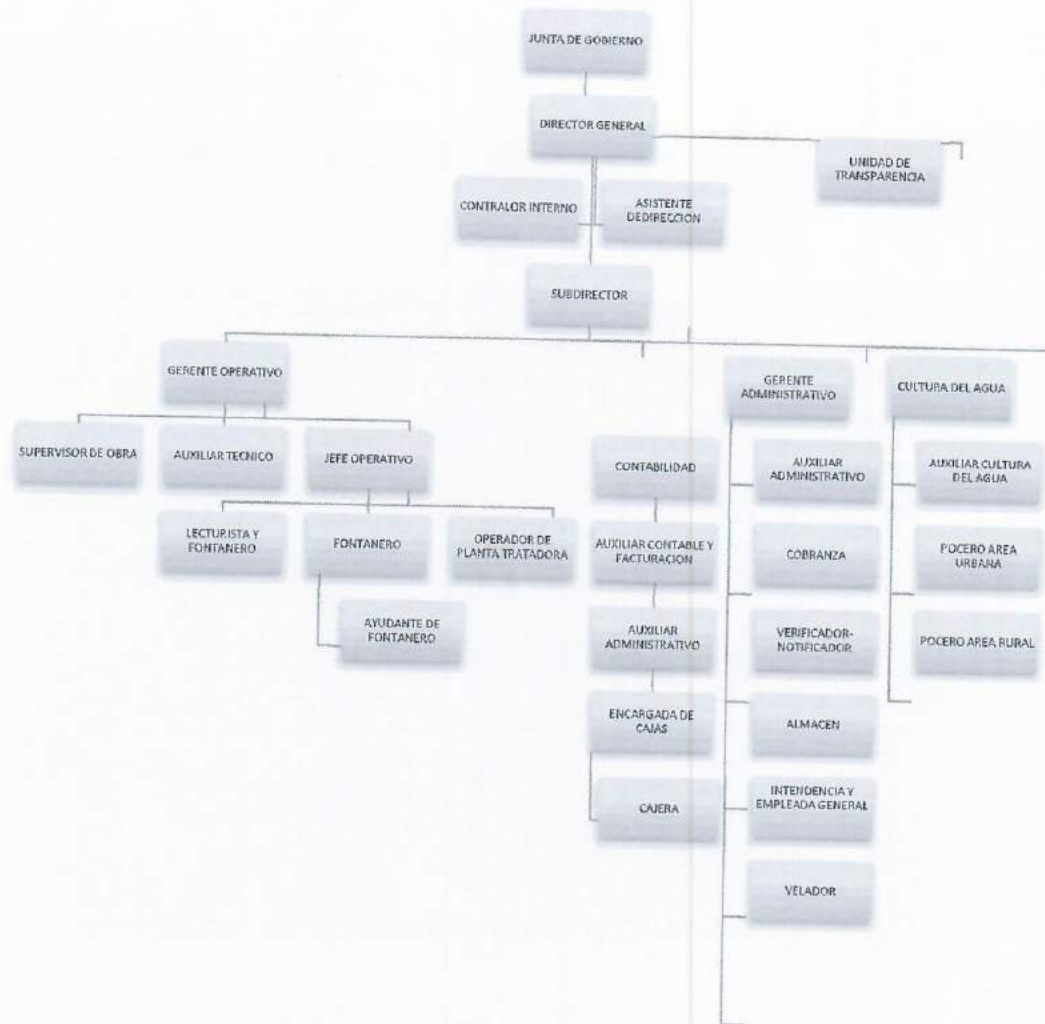 JUNTA DE GOBIERNO
DIRECTOR GENERAL
UNIDAD DE
TRANSPARENCIA
CONTRALOR INTERNO
ASISTENTE
DEDIRECCION
SUBDIRECTOR
GERENTE OPERATIVO
SUPERVISOR DE OBRA
AUXILIAR TECNICO
JEFE OPERATIVO
LECTURISTA Y
FONTANERO
FONTANERO
OPERADOR DE
PLANTA TRATADORA
AYUDANTE DE
FONTANERO
CONTABILIDAD
AUXILIAR CONTABLE Y
FACTURACION
AUXILIAR
ADMINISTRATIVO
ENCARGADA DE
CAJAS
CAJERA
GERENTE
ADMINISTRATIVO
AUXILIAR
ADMINISTRATIVO
COBRANZA
VERIFICADOR-
NOTIFICADOR
ALMACEN
INTENDENCIA Y
EMPLEADA GENERAL
VELADOR
CULTURA DEL AGUA
AUXILIAR CULTURA
DEL AGUA
POCERO AREA
URBANA
POCERO AREA RURAL